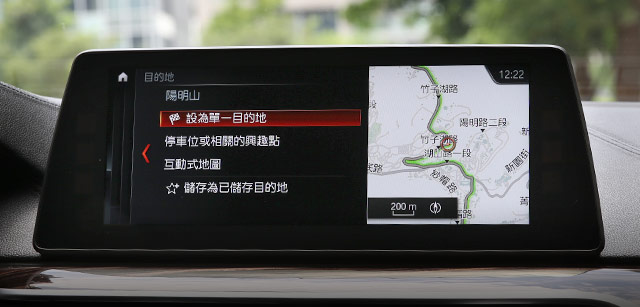 目的地
12:22
陽明山
設為單一目的地
停車位或相關的興趣點
互動式地圖
儲存為已儲存目的地
竹子湖路
陽明路二段
竹子湖路
湖山路一段
紗帽路
新園街
200 m